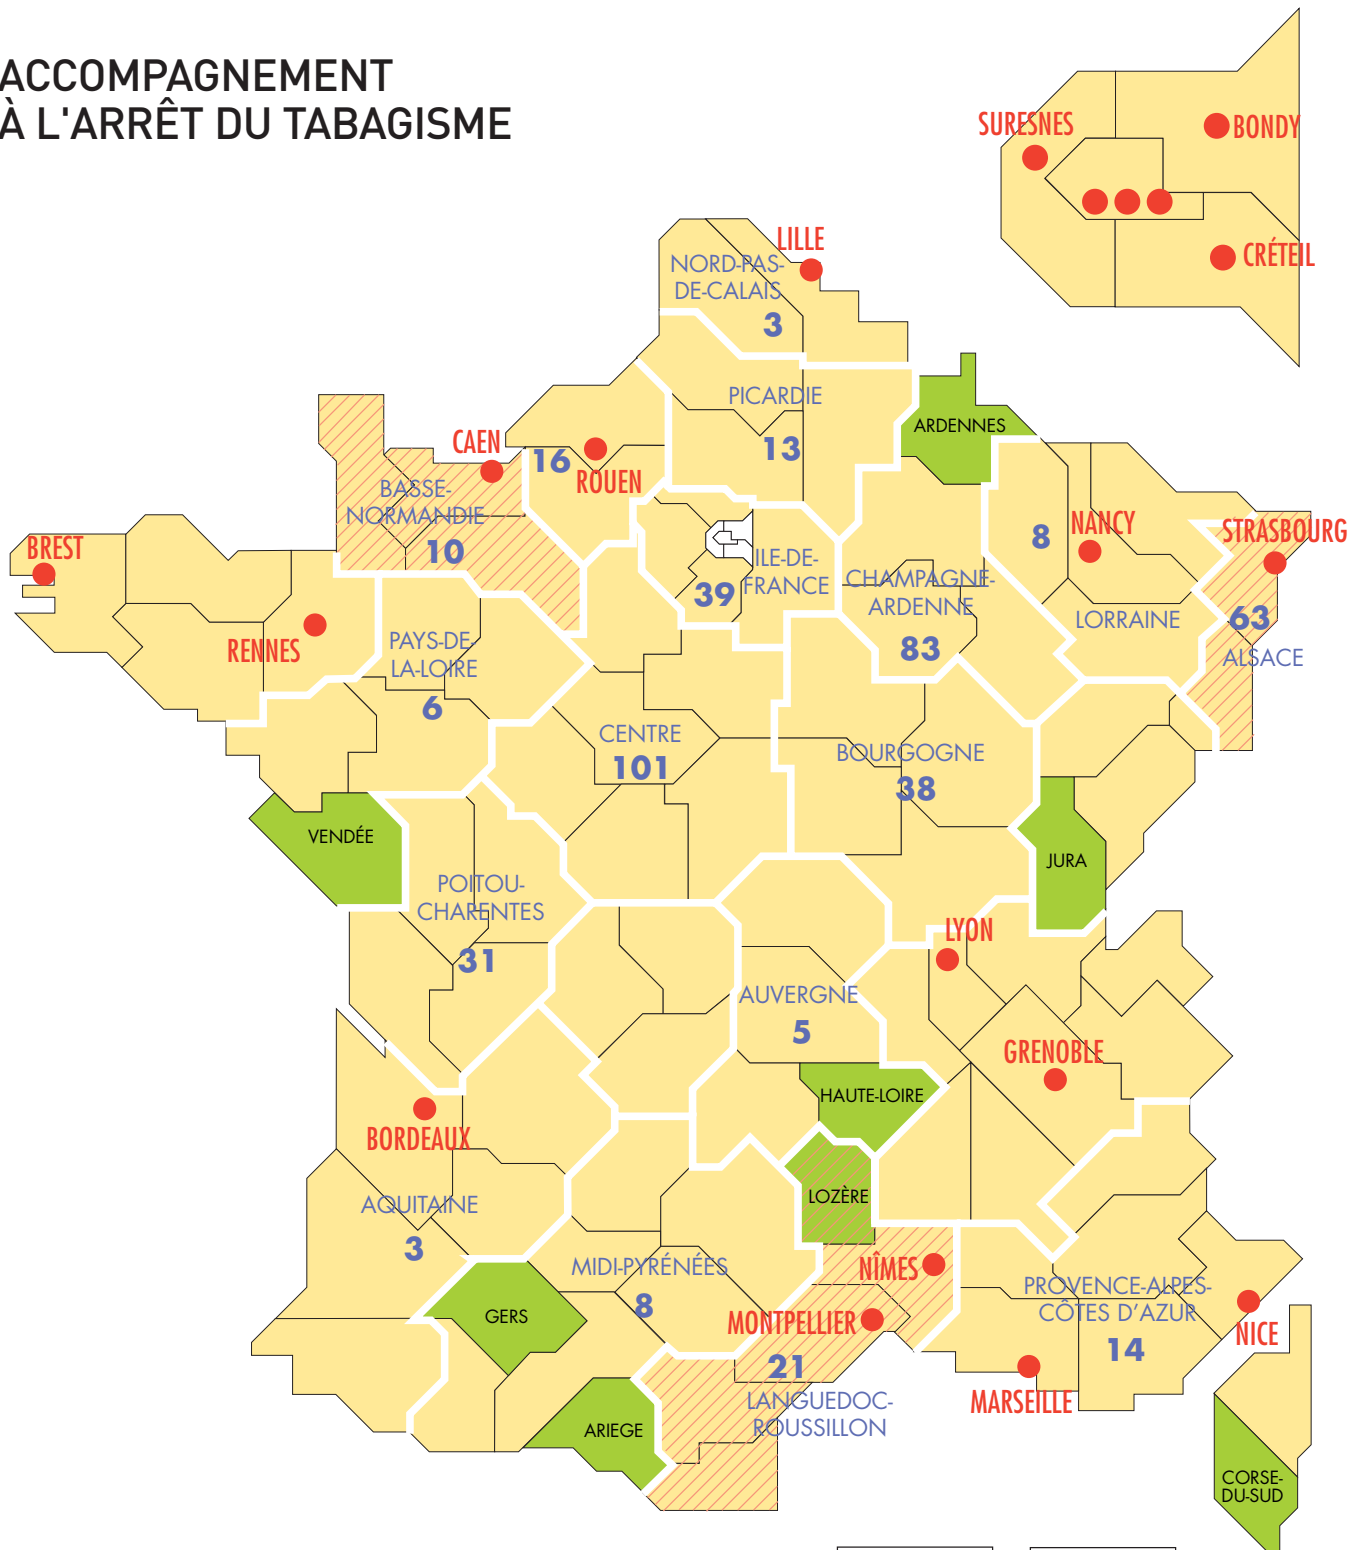 ACCOMPAGNEMENT
À L'ARRÊT DU TABAGISME
SURESNES
BONDY
CRÉTEIL
LILLE
NORD-PAS-
DE-CALAIS
3
PICARDIE
13
ARDENNES
CAEN
16
ROUEN
BASSE-
NORMANDIE
10
BREST
RENNES
8
NANCY
STRASBOURG
ILE-DE-
FRANCE
39
CHAMPAGNE-
ARDENNE
83
LORRAINE
63
ALSACE
PAYS-DE-
LA-LOIRE
6
CENTRE
101
BOURGOGNE
38
VENDÉE
JURA
POITOU-
CHARENTES
31
LYON
AUVERGNE
5
GRENOBLE
HAUTE-LOIRE
BORDEAUX
LOZÈRE
AQUITAINE
3
MIDI-PYRÉNÉES
8
NÎMES
GERS
MONTPELLIER
21
LANGUEDOC-
ROUSSILLON
PROVENCE-ALPES-
CÔTES D'AZUR
14
NICE
MARSEILLE
ARIEGE
CORSE-
DU-SUD